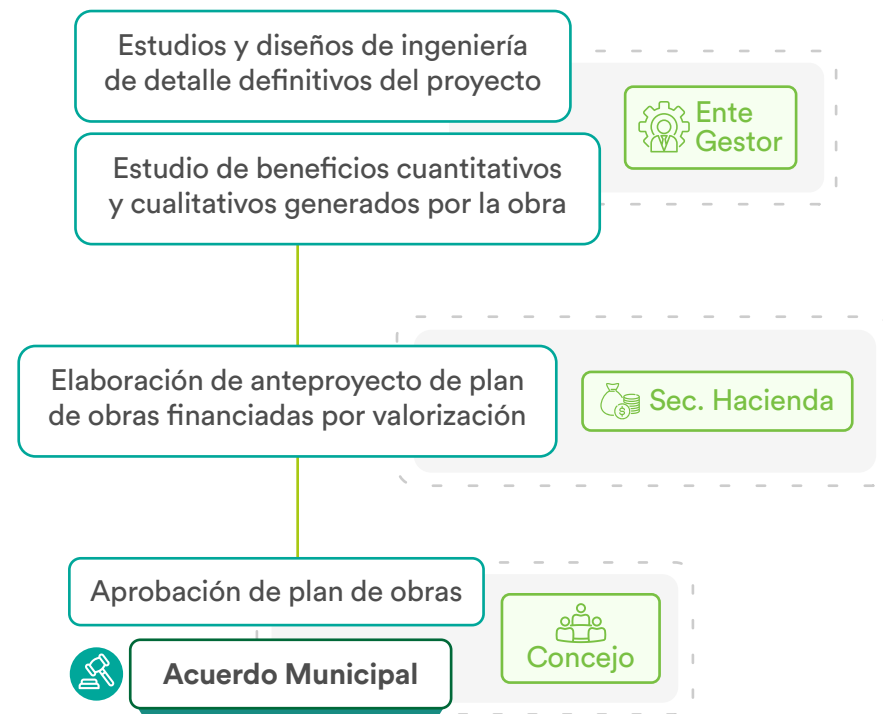 Estudios y diseños de ingeniería
de detalle definitivos del proyecto
Ente
Gestor
Estudio de beneficios cuantitativos
y cualitativos generados por la obra
Elaboración de anteproyecto de plan
de obras financiadas por valorización
$ Sec. Hacienda
Aprobación de plan de obras
Concejo
Acuerdo Municipal